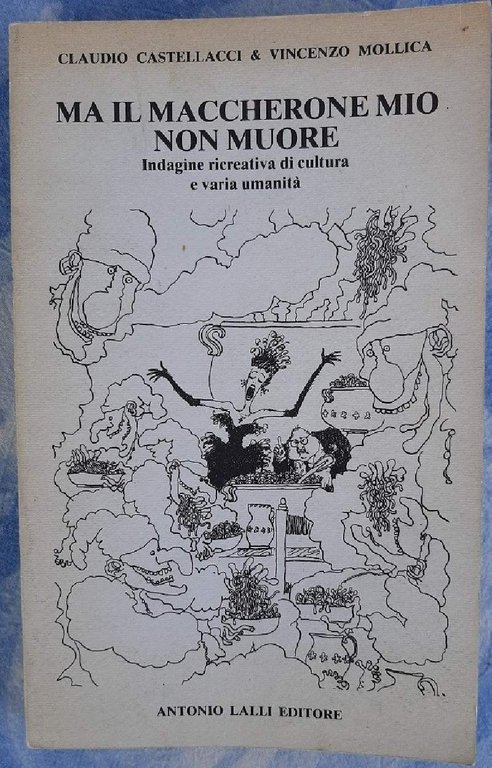 CLAUDIO CASTELLACCI & VINCENZO MOLLICA
MA IL MACCHERONE MIO
NON MUORE
Indagine ricreativa di cultura
e varia umanità
ANTONIO LALLI EDITORE